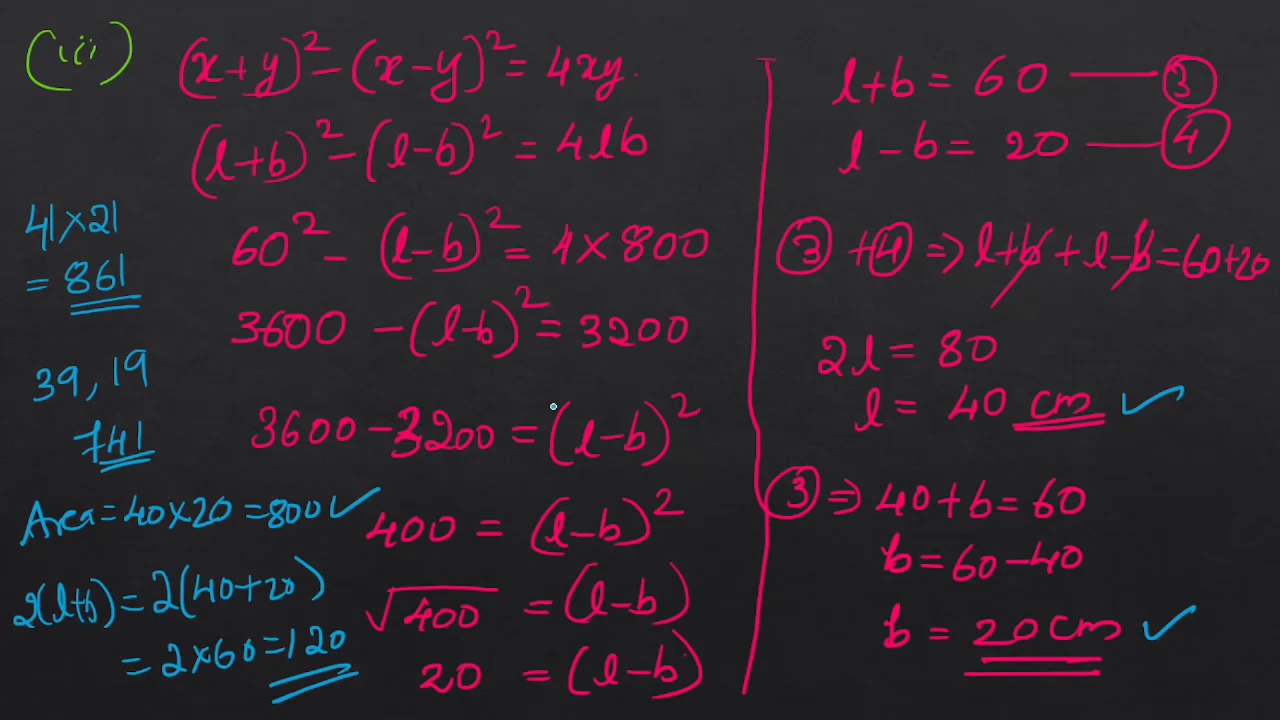 (iii)
(x+y)² − (x−y)² = 4xy.
(l+b)² − (l−b)² = 4lb
60² − (l−b)² = 4 × 800
3600 − (l−b)² = 3200
3600 − 3200 = (l−b)²
400 = (l−b)²
√400 = (l−b)
20 = (l−b)
41 × 21
= 861
39, 19
741
Area = 40 × 20 = 800 ✓
2(l+b) = 2(40+20)
= 2 × 60 = 120
l+b = 60 — ③
l − b = 20 — ④
③ + ④ ⇒ l+b + l−b = 60+20
2l = 80
l = 40 cm ✓
③ ⇒ 40 + b = 60
b = 60 − 40
b = 20 cm ✓